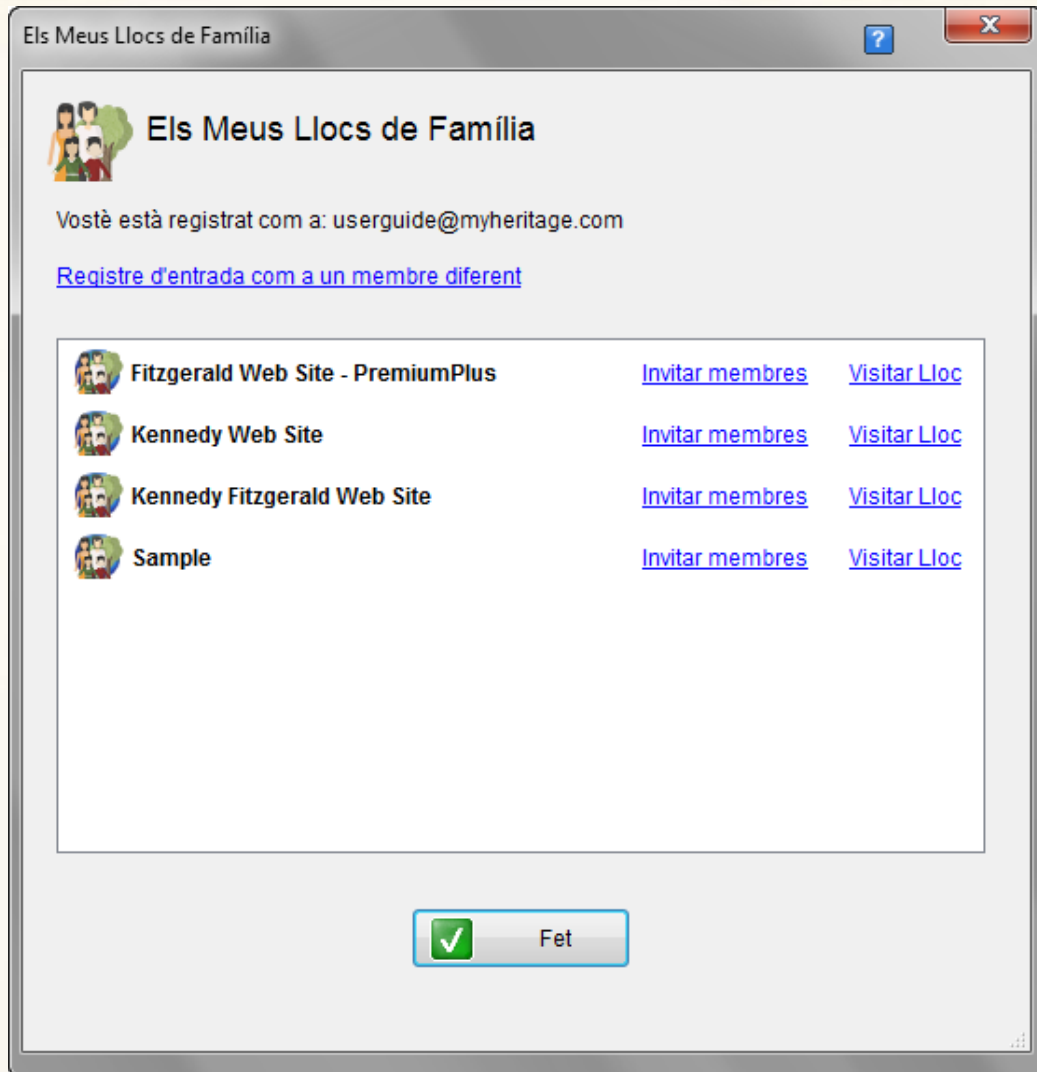 Els Meus Llocs de Família
?
X
Els Meus Llocs de Família
Vostè està registrat com a: userguide@myheritage.com
Registre d'entrada com a un membre diferent
Fitzgerald Web Site - PremiumPlus Invitar membres Visitar Lloc
Kennedy Web Site Invitar membres Visitar Lloc
Kennedy Fitzgerald Web Site Invitar membres Visitar Lloc
Sample Invitar membres Visitar Lloc
Fet